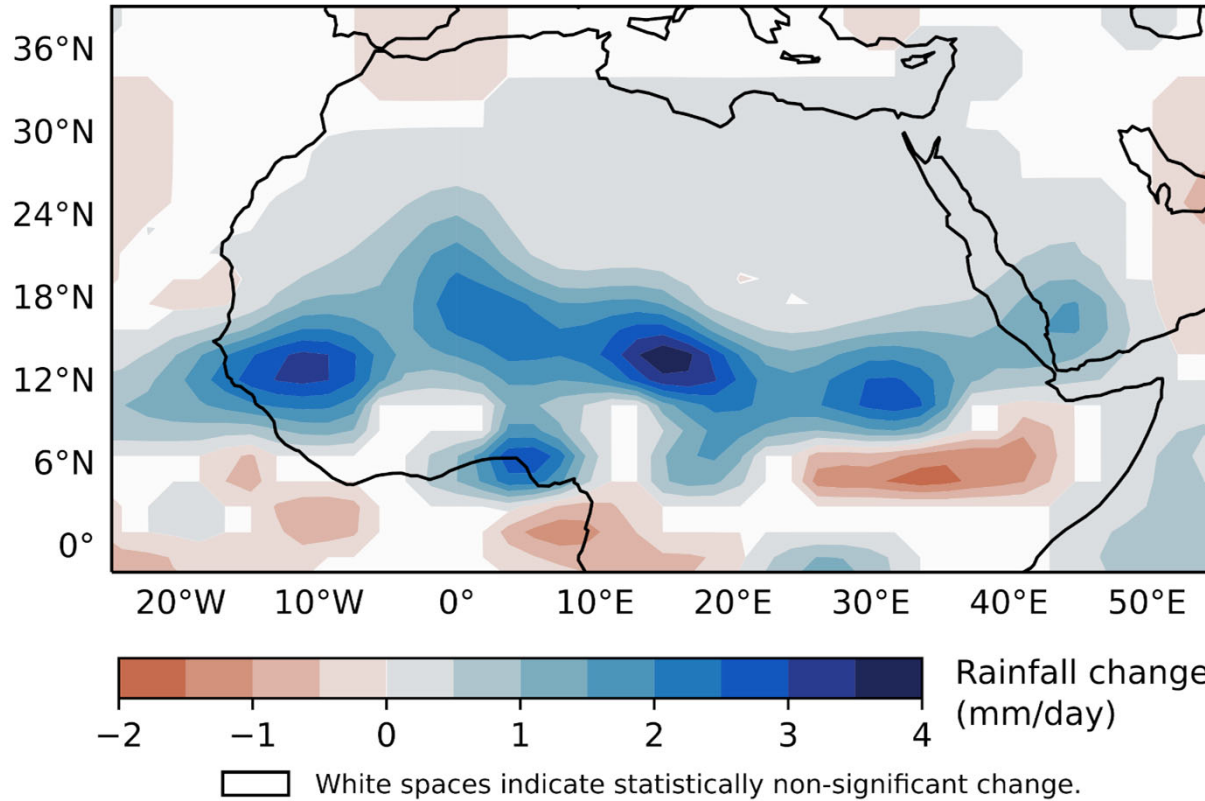 36°N
30°N
24°N
18°N
12°N
6°N
0°
20°W 10°W 0° 10°E 20°E 30°E 40°E 50°E
−2 −1 0 1 2 3 4
Rainfall change
(mm/day)
White spaces indicate statistically non-significant change.